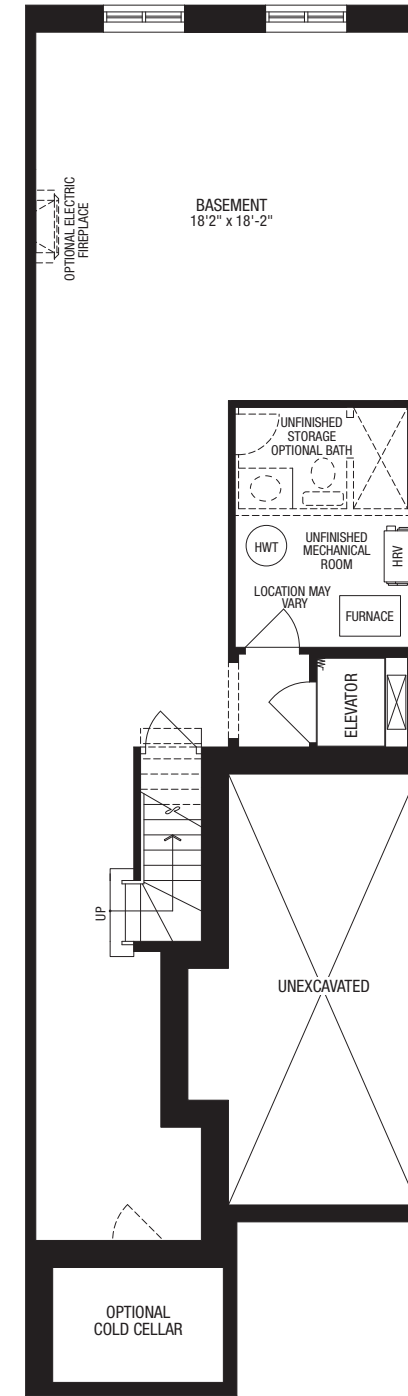 BASEMENT
18'2" x 18'-2"
OPTIONAL ELECTRIC
FIREPLACE
UNFINISHED
STORAGE
OPTIONAL BATH
HWT
UNFINISHED
MECHANICAL
ROOM
HRV
LOCATION MAY
VARY
FURNACE
ELEVATOR
UP
UNEXCAVATED
OPTIONAL
COLD CELLAR